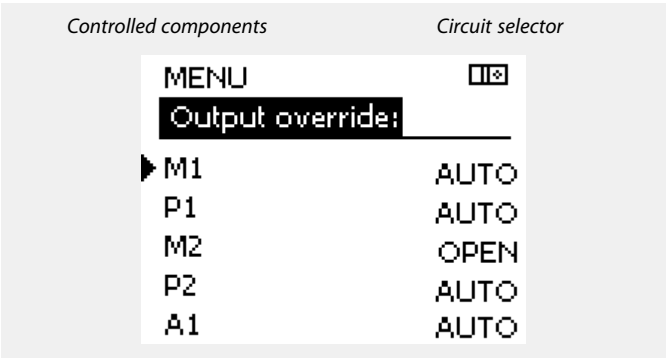 Controlled components Circuit selector
MENU
Output override:
M1 AUTO
P1 AUTO
M2 OPEN
P2 AUTO
A1 AUTO